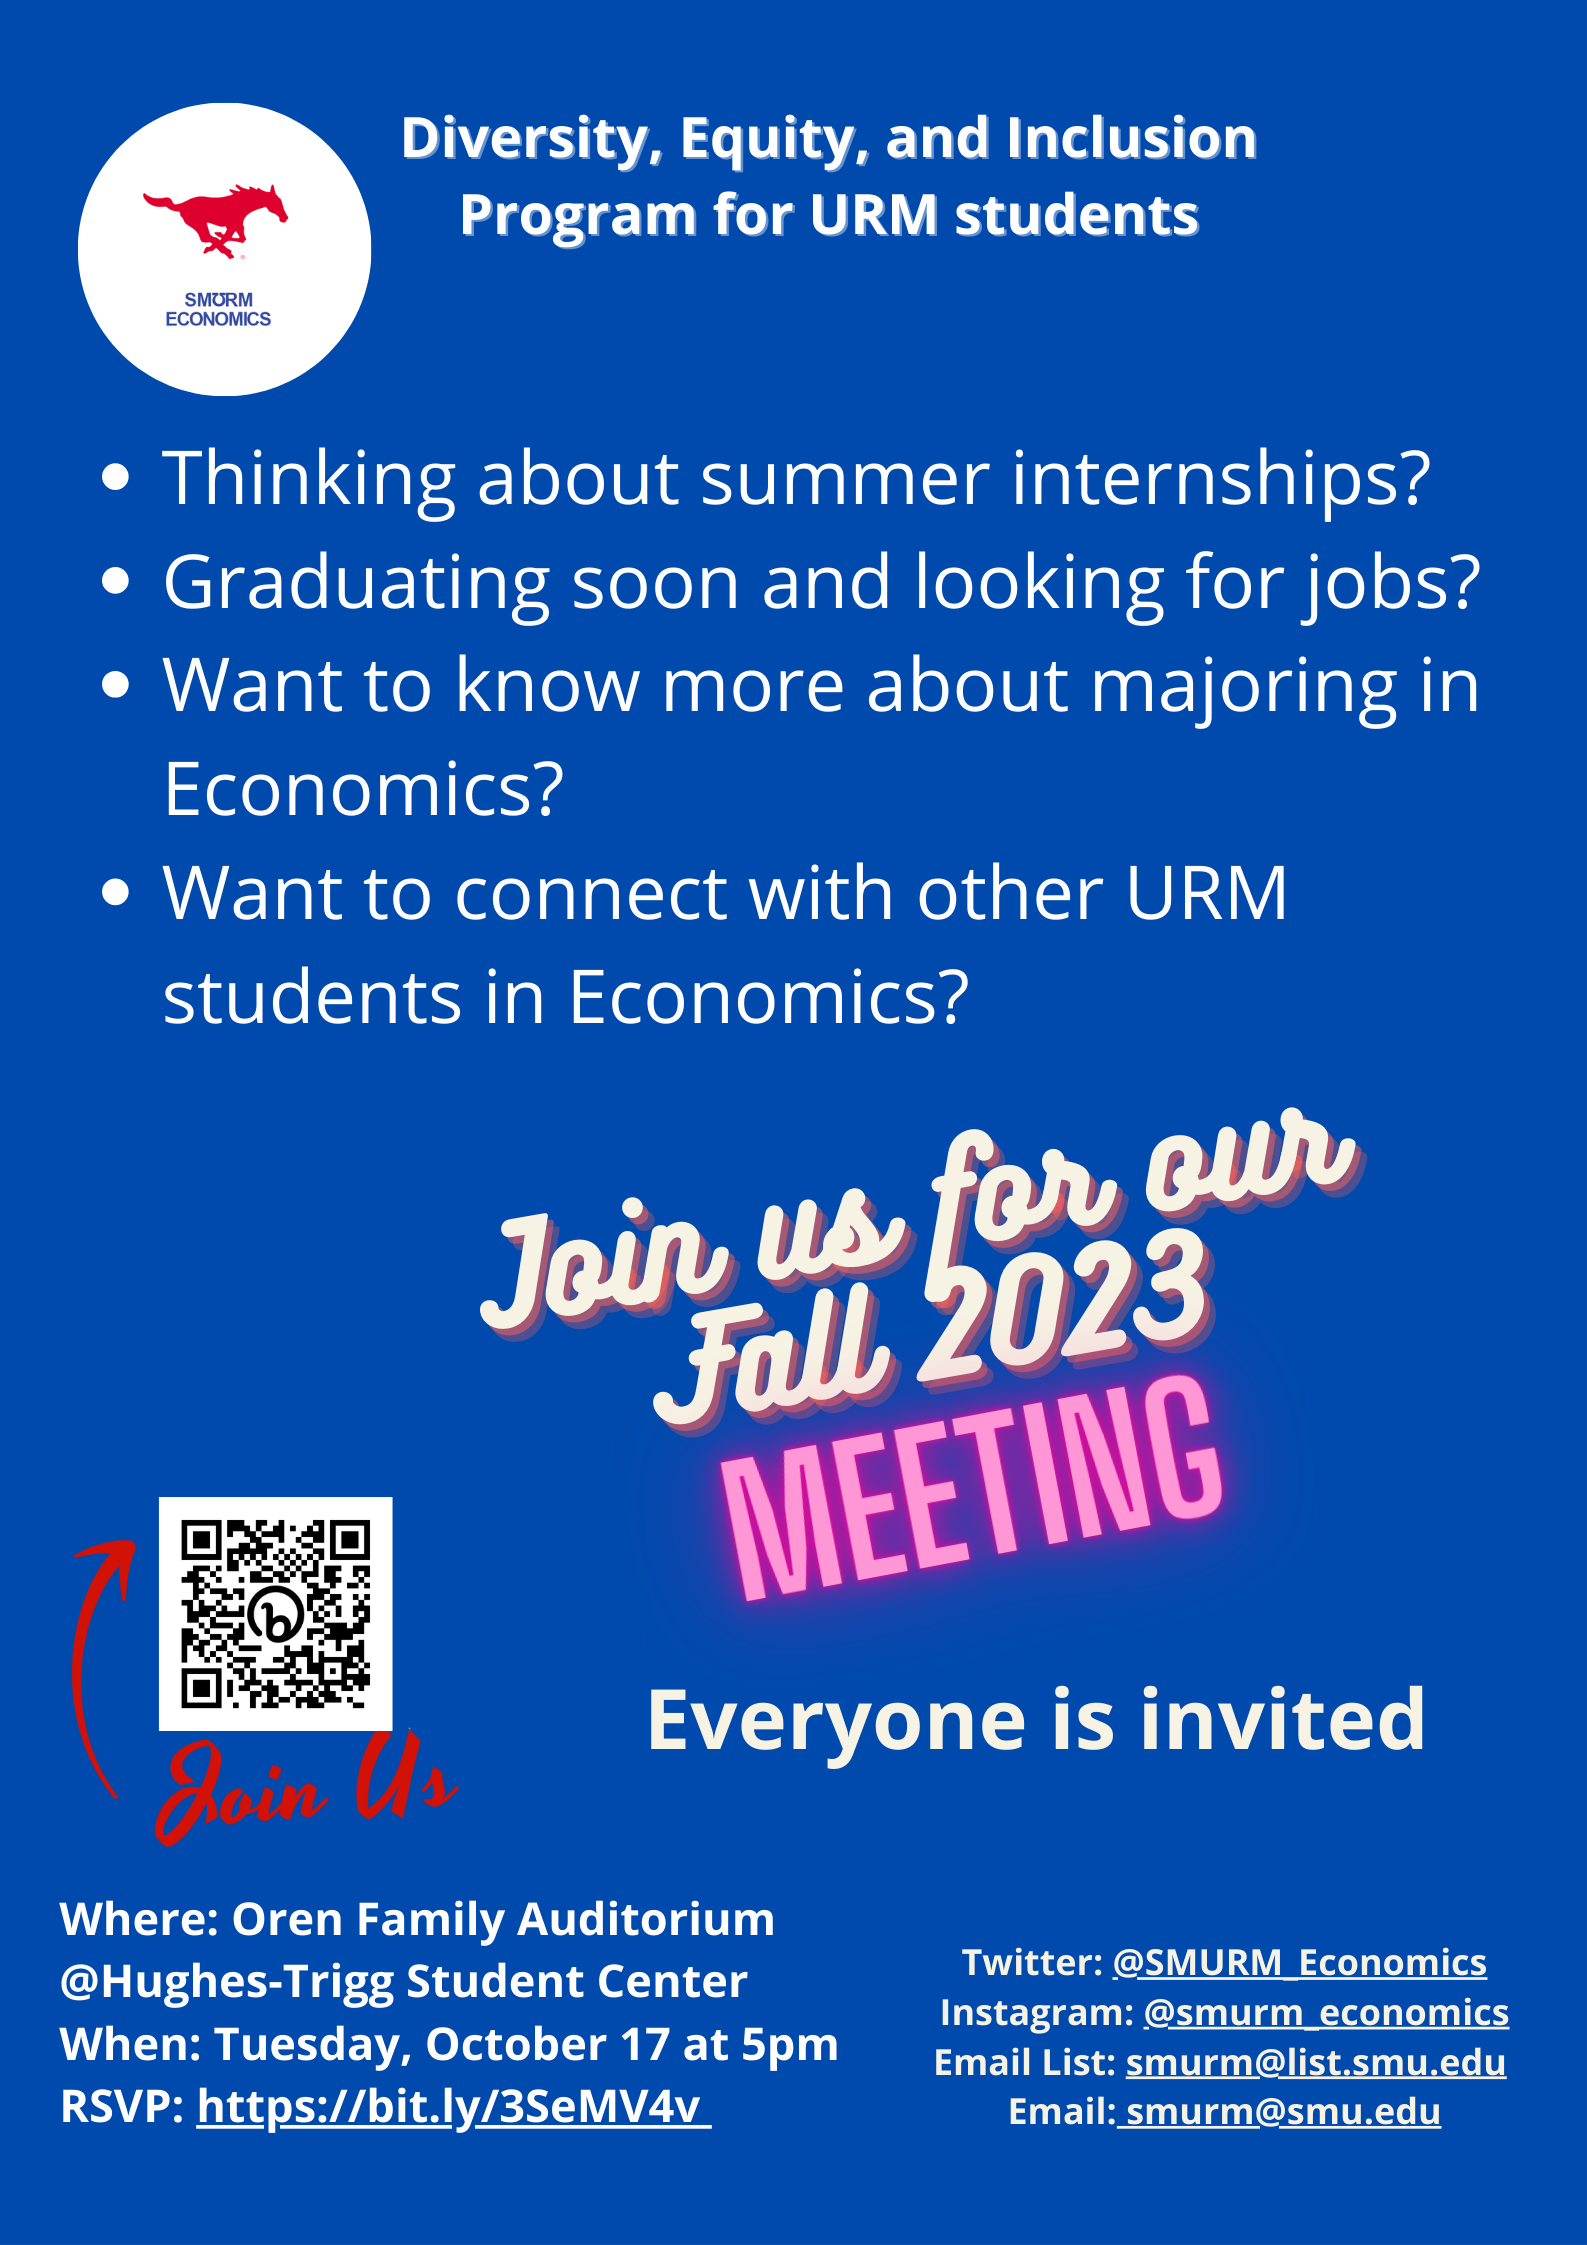 Diversity, Equity, and Inclusion
Program for URM students
SMURM
ECONOMICS
• Thinking about summer internships?
• Graduating soon and looking for jobs?
• Want to know more about majoring in
Economics?
• Want to connect with other URM
students in Economics?
Join us for our
Fall 2023
MEETING
Everyone is invited
Join Us
Where: Oren Family Auditorium
@Hughes-Trigg Student Center
When: Tuesday, October 17 at 5pm
RSVP: https://bit.ly/3SeMV4v
Twitter: @SMURM_Economics
Instagram: @smurm_economics
Email List: smurm@list.smu.edu
Email: smurm@smu.edu